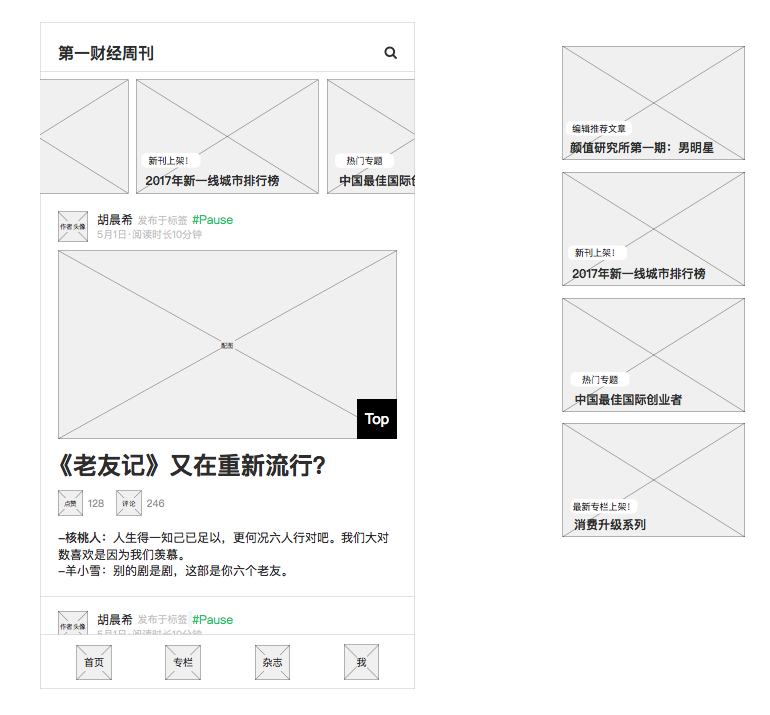 第一财经周刊
新刊上架！
2017年新一线城市排行榜
热门专题
中国最佳国际创
作者头像
胡晨希 发布于标签 #Pause
5月1日·阅读时长10分钟
配图
Top
《老友记》又在重新流行？
点赞 128 评论 246
–核桃人：人生得一知己已足以，更何况六人行对吧。我们大对
数喜欢是因为我们羡慕。
–羊小雪：别的剧是剧，这部是你六个老友。
作者头像
胡晨希 发布于标签 #Pause
5月1日·阅读时长10分钟
首页 专栏 杂志 我
编辑推荐文章
颜值研究所第一期：男明星
新刊上架！
2017年新一线城市排行榜
热门专题
中国最佳国际创业者
最新专栏上架！
消费升级系列